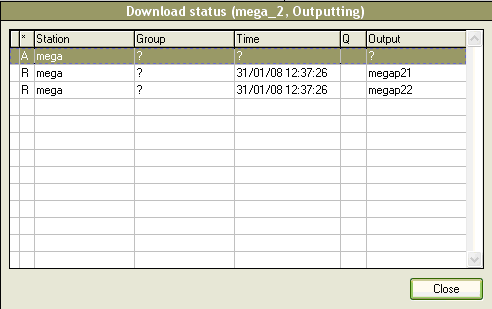 Download status (mega_2, Outputting)
* Station Group Time Q Output
A mega ? ? ?
R mega ? 31/01/08 12:37:26 megap21
R mega ? 31/01/08 12:37:26 megap22
Close